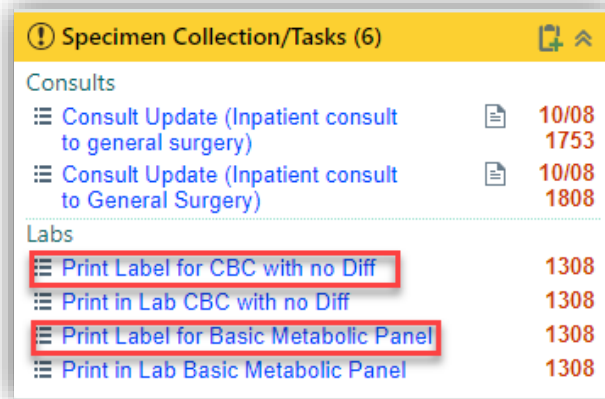 Specimen Collection/Tasks (6)
Consults
Consult Update (Inpatient consult 10/08
to general surgery) 1753
Consult Update (Inpatient consult 10/08
to General Surgery) 1808
Labs
Print Label for CBC with no Diff 1308
Print in Lab CBC with no Diff 1308
Print Label for Basic Metabolic Panel 1308
Print in Lab Basic Metabolic Panel 1308